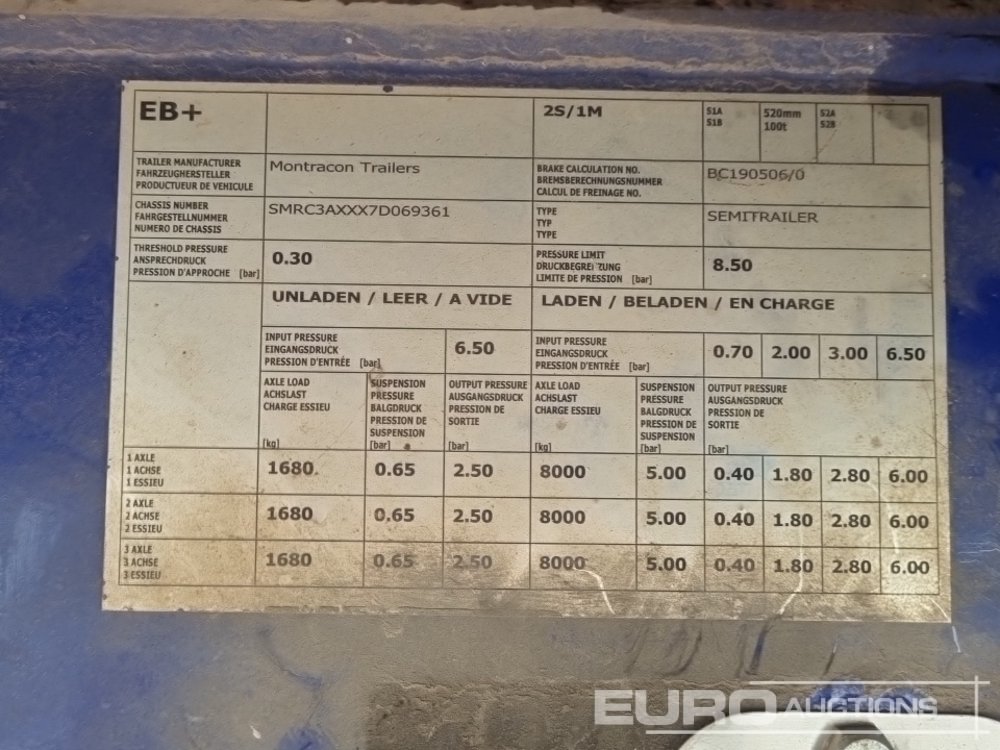 EB+
2S/1M
S1A
S1B
520mm
100t
S2A
S2B
TRAILER MANUFACTURER
FAHRZEUGHERSTELLER
PRODUCTUEUR DE VEHICULE
Montracon Trailers
BRAKE CALCULATION NO.
BREMSBERECHNUNGSNUMMER
CALCUL DE FREINAGE NO.
BC190506/0
CHASSIS NUMBER
FAHRGESTELLNUMMER
NUMERO DE CHASSIS
SMRC3AXXX7D069361
TYPE
TYP
TYPE
SEMITRAILER
THRESHOLD PRESSURE
ANSPRECHDRUCK
PRESSION D'APPROCHE [bar]
0.30
PRESSURE LIMIT
DRUCKBEGRENZUNG
LIMITE DE PRESSION [bar]
8.50
UNLADEN / LEER / A VIDE
LADEN / BELADEN / EN CHARGE
INPUT PRESSURE
EINGANGSDRUCK
PRESSION D'ENTRÉE [bar]
6.50
INPUT PRESSURE
EINGANGSDRUCK
PRESSION D'ENTRÉE [bar]
0.70 2.00 3.00 6.50
AXLE LOAD
ACHSLAST
CHARGE ESSIEU
[kg]
SUSPENSION
PRESSURE
BALGDRUCK
PRESSION DE
SUSPENSION
[bar]
OUTPUT PRESSURE
AUSGANGSDRUCK
PRESSION DE
SORTIE
[bar]
AXLE LOAD
ACHSLAST
CHARGE ESSIEU
[kg]
SUSPENSION
PRESSURE
BALGDRUCK
PRESSION DE
SUSPENSION
[bar]
OUTPUT PRESSURE
AUSGANGSDRUCK
PRESSION DE
SORTIE
[bar]
1 AXLE
1 ACHSE
1 ESSIEU
1680 0.65 2.50 8000 5.00 0.40 1.80 2.80 6.00
2 AXLE
2 ACHSE
2 ESSIEU
1680 0.65 2.50 8000 5.00 0.40 1.80 2.80 6.00
3 AXLE
3 ACHSE
3 ESSIEU
1680 0.65 2.50 8000 5.00 0.40 1.80 2.80 6.00
EURO AUCTIONS